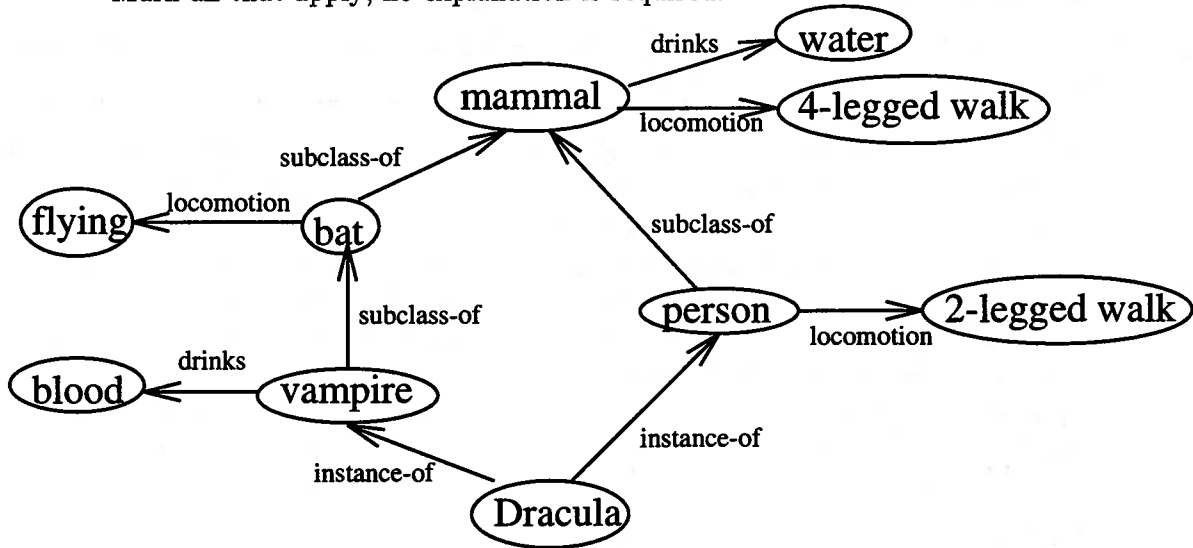 drinks
water
mammal
4-legged walk
locomotion
subclass-of
locomotion
flying
bat
subclass-of
person
2-legged walk
locomotion
subclass-of
drinks
blood
vampire
instance-of
instance-of
Dracula